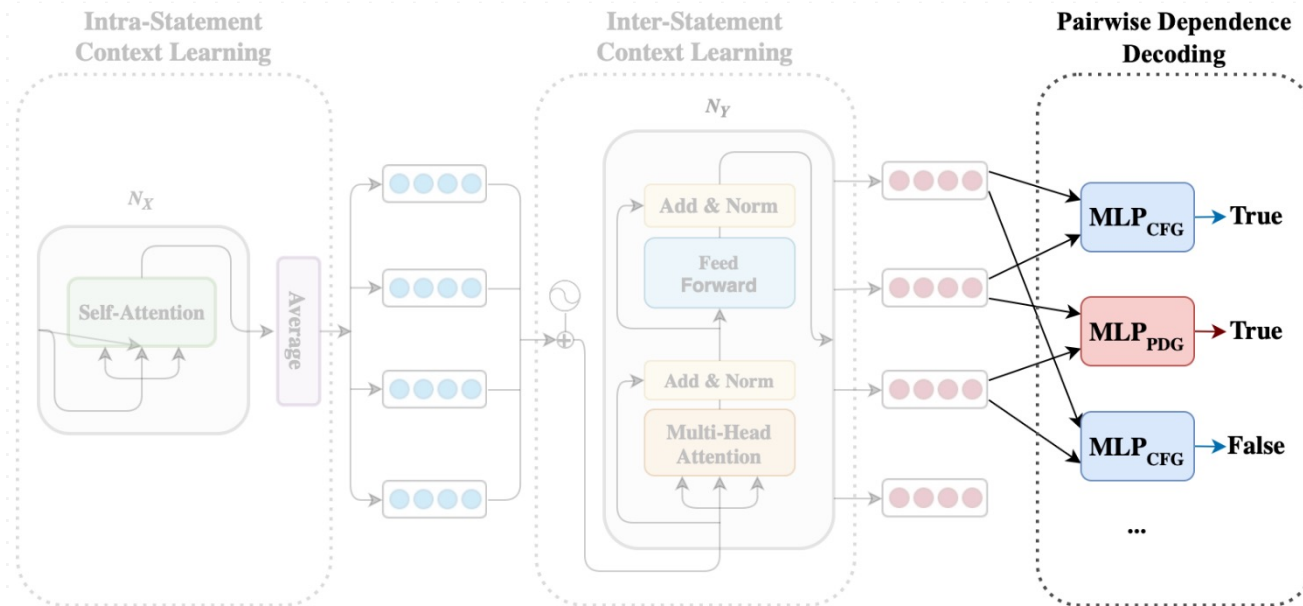 Intra-Statement
Context Learning
Inter-Statement
Context Learning
Pairwise Dependence
Decoding
N_X
Self-Attention
Average
N_Y
Add & Norm
Feed
Forward
Add & Norm
Multi-Head
Attention
MLP_CFG
True
MLP_PDG
True
MLP_CFG
False
...